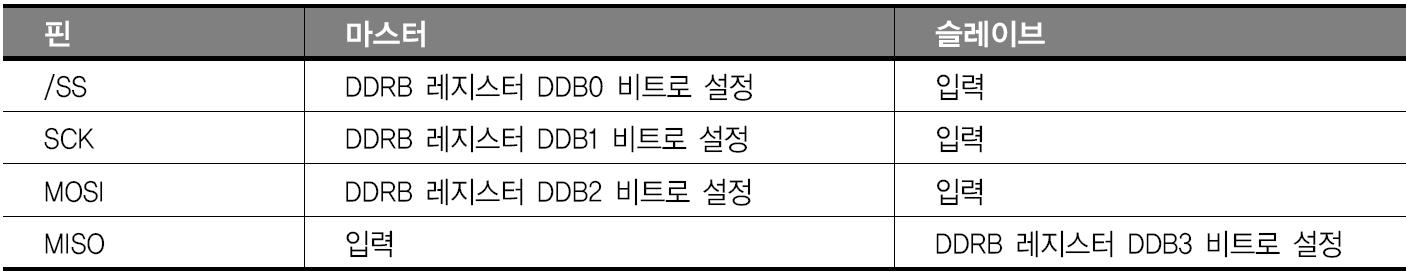 핀 마스터 슬레이브
/SS DDRB 레지스터 DDB0 비트로 설정 입력
SCK DDRB 레지스터 DDB1 비트로 설정 입력
MOSI DDRB 레지스터 DDB2 비트로 설정 입력
MISO 입력 DDRB 레지스터 DDB3 비트로 설정